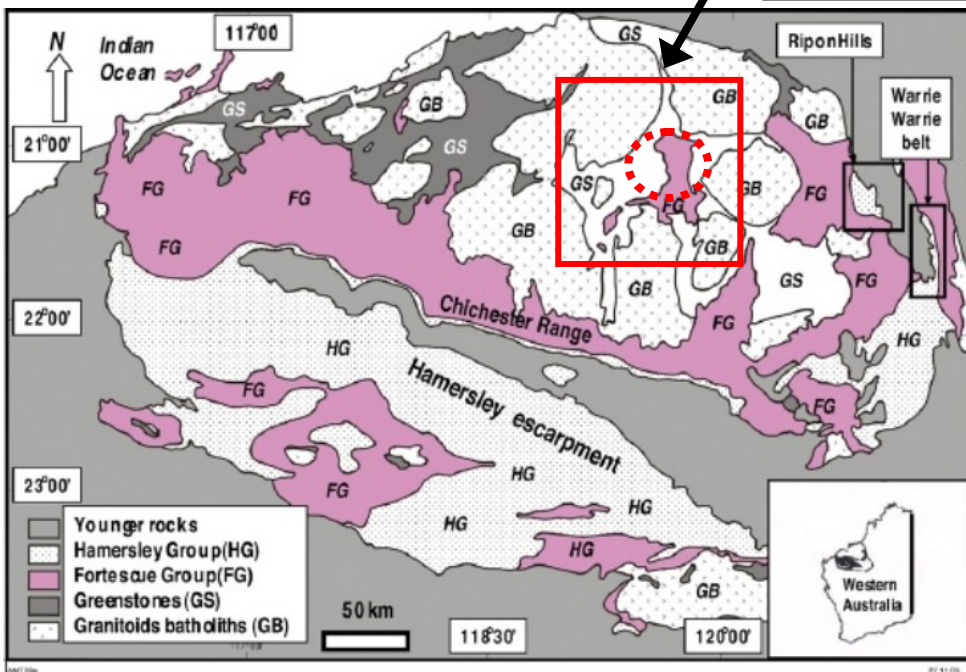 N
Indian
Ocean
117°00'
GS
RiponHills
GS
GB
GB
GB
Warrie
Warrie
belt
21°00'
GS
FG
FG
GS
GB
FG
FG
GB
FG
GB
FG
GB
GS
FG
22°00'
Chichester Range
FG
HG
HG
Hamersley escarpment
FG
FG
HG
23°00'
FG
HG
HG
HG
GB
Younger rocks
Hamersley Group(HG)
Fortescue Group(FG)
Greenstones (GS)
Granitoids batholiths (GB)
50 km
118°30'
120°00'
Western
Australia